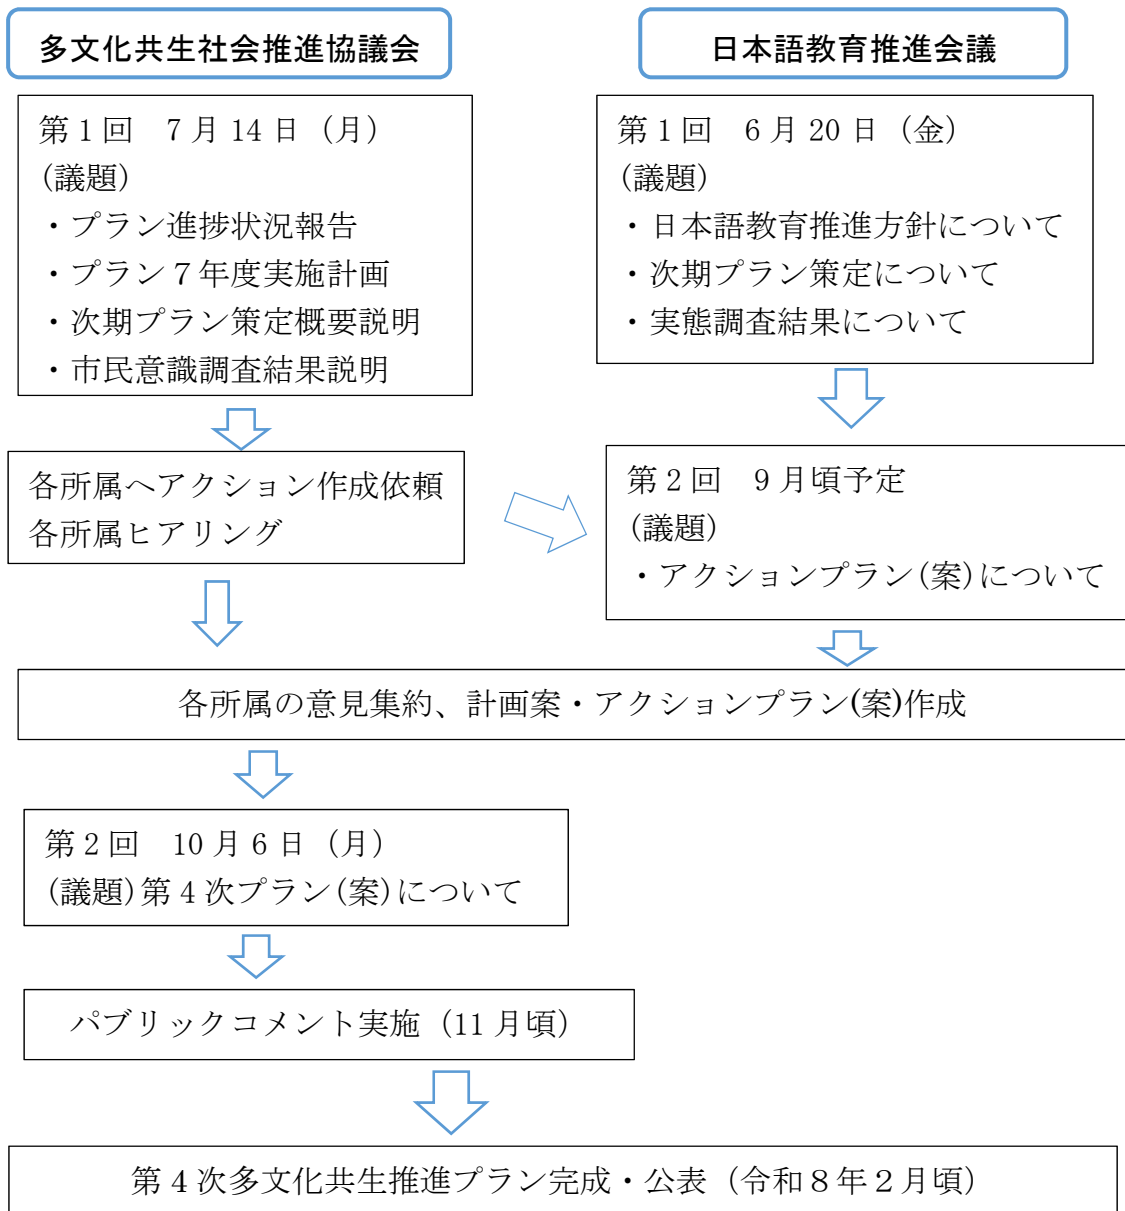 多文化共生社会推進協議会
日本語教育推進会議
第1回　7月14日（月）
(議題)
・プラン進捗状況報告
・プラン７年度実施計画
・次期プラン策定概要説明
・市民意識調査結果説明
第1回　6月20日（金）
(議題)
・日本語教育推進方針について
・次期プラン策定について
・実態調査結果について
各所属へアクション作成依頼
各所属ヒアリング
第2回　9月頃予定
(議題)
・アクションプラン(案)について
各所属の意見集約、計画案・アクションプラン(案)作成
第2回　10月6日（月）
(議題)第4次プラン(案)について
パブリックコメント実施（11月頃）
第4次多文化共生推進プラン完成・公表（令和８年２月頃）